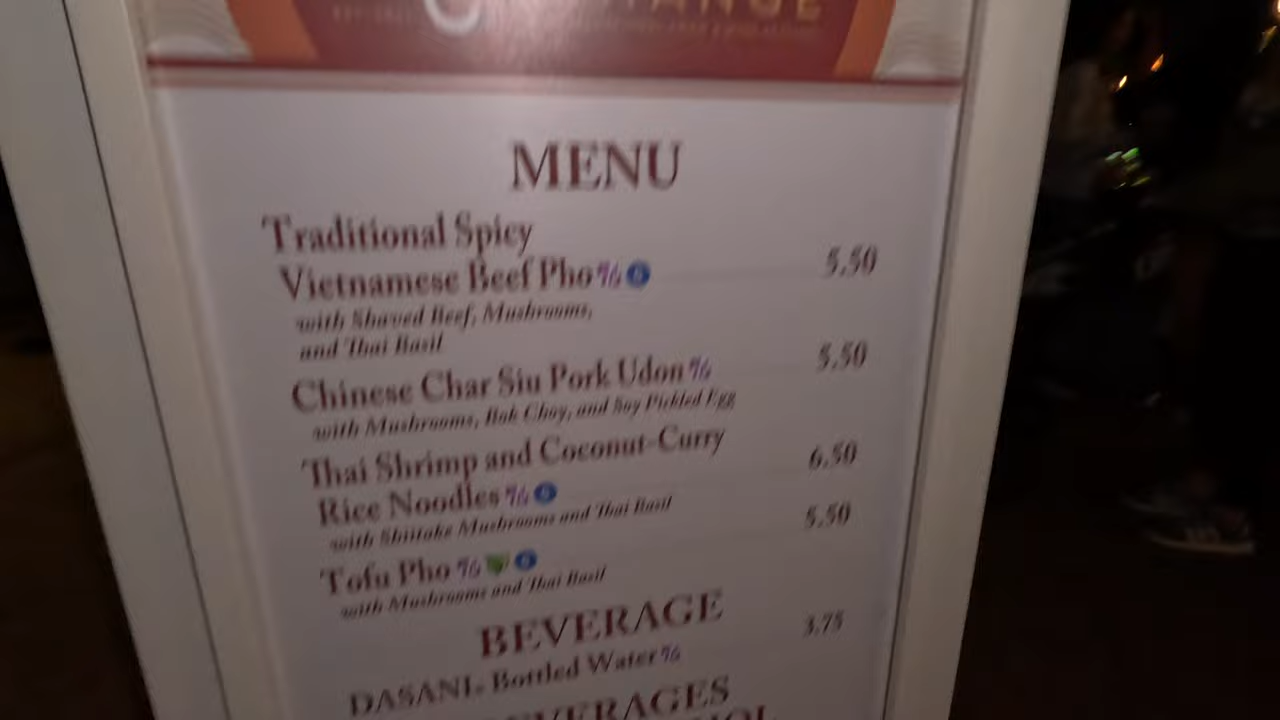 MENU
Traditional Spicy
Vietnamese Beef Pho 5.50
with Shaved Beef, Mushrooms,
and Thai Basil
Chinese Char Siu Pork Udon 5.50
with Mushrooms, Bok Choy, and Soy Pickled Egg
Thai Shrimp and Coconut-Curry
Rice Noodles 6.50
with Shiitake Mushrooms and Thai Basil
Tofu Pho 5.50
with Mushrooms and Thai Basil
BEVERAGE
DASANI® Bottled Water 3.75
BEVERAGES